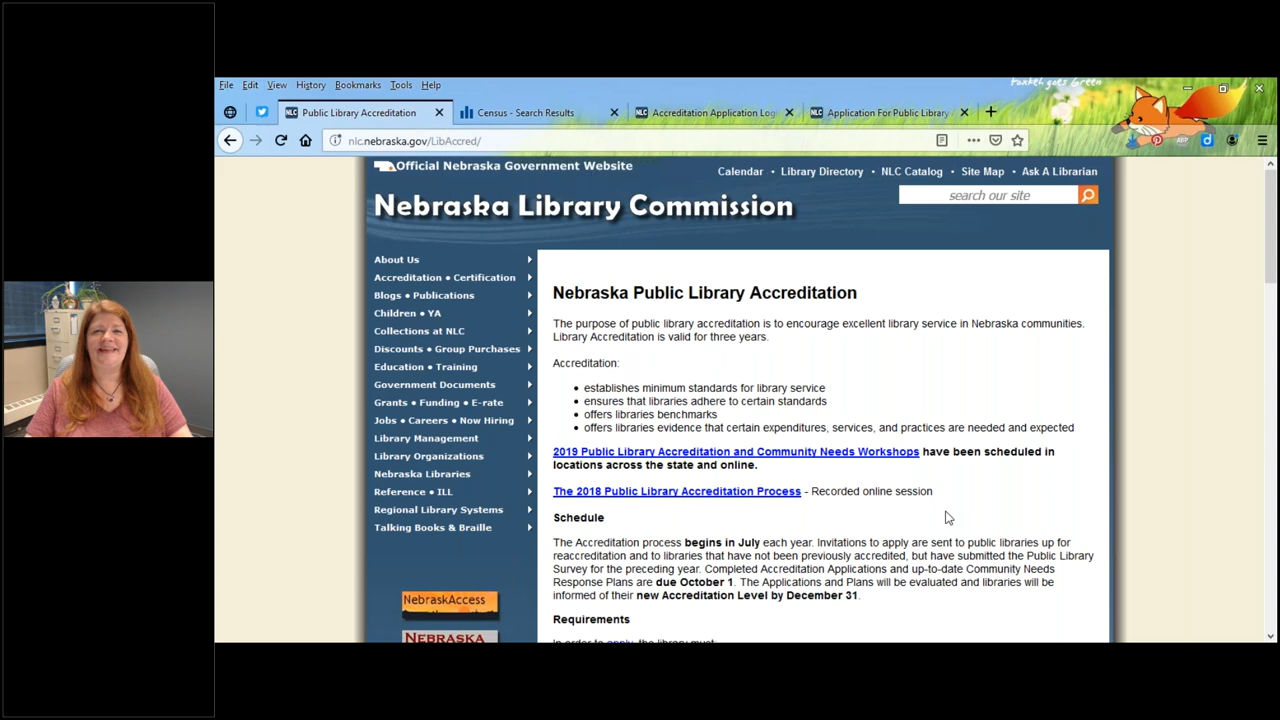 Foxkeh goes Green
File Edit View History Bookmarks Tools Help
Public Library Accreditation
Census - Search Results
Accreditation Application Log
Application For Public Library
nlc.nebraska.gov/LibAccred/
Official Nebraska Government Website
Calendar • Library Directory • NLC Catalog • Site Map • Ask A Librarian
Nebraska Library Commission
search our site
About Us
Accreditation • Certification
Blogs • Publications
Children • YA
Collections at NLC
Discounts • Group Purchases
Education • Training
Government Documents
Grants • Funding • E-rate
Jobs • Careers • Now Hiring
Library Management
Library Organizations
Nebraska Libraries
Reference • ILL
Regional Library Systems
Talking Books & Braille
NebraskAccess
NEBRASKA
Nebraska Public Library Accreditation
The purpose of public library accreditation is to encourage excellent library service in Nebraska communities.
Library Accreditation is valid for three years.
Accreditation:
• establishes minimum standards for library service
• ensures that libraries adhere to certain standards
• offers libraries benchmarks
• offers libraries evidence that certain expenditures, services, and practices are needed and expected
2019 Public Library Accreditation and Community Needs Workshops have been scheduled in
locations across the state and online.
The 2018 Public Library Accreditation Process - Recorded online session
Schedule
The Accreditation process begins in July each year. Invitations to apply are sent to public libraries up for
reaccreditation and to libraries that have not been previously accredited, but have submitted the Public Library
Survey for the preceding year. Completed Accreditation Applications and up-to-date Community Needs
Response Plans are due October 1. The Applications and Plans will be evaluated and libraries will be
informed of their new Accreditation Level by December 31.
Requirements
In order to apply, the library must: